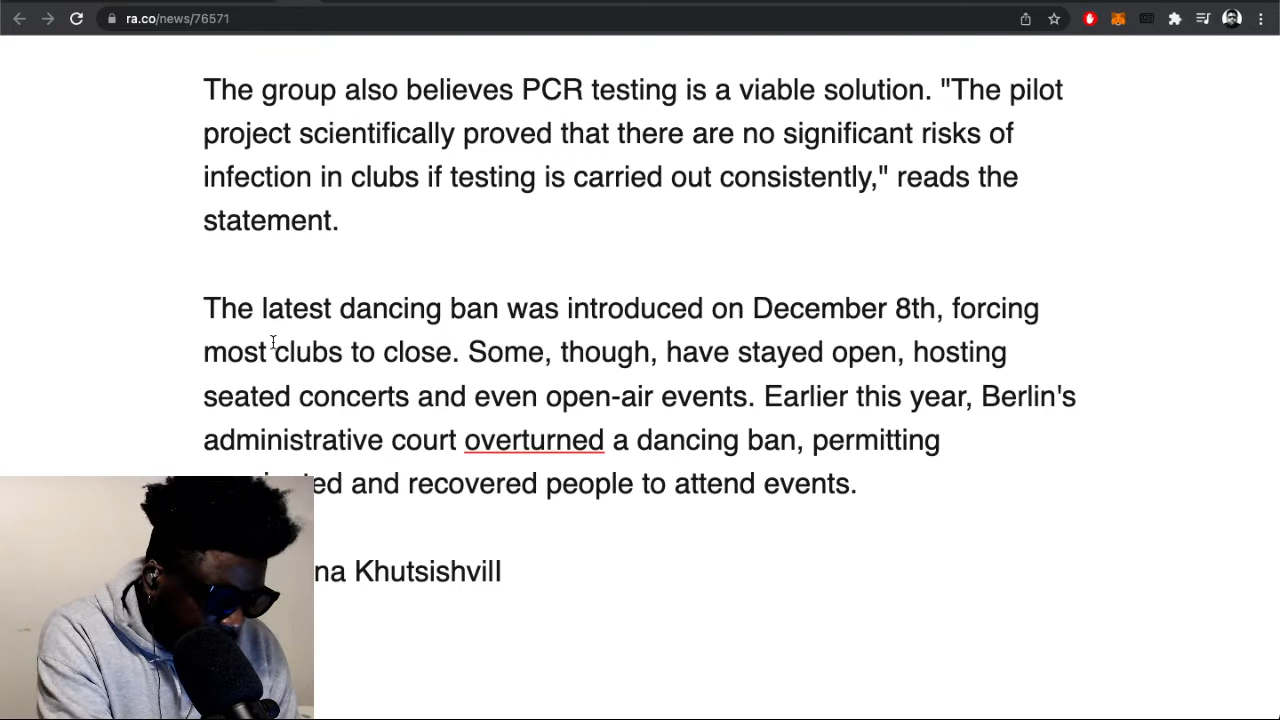 ra.co/news/76571
The group also believes PCR testing is a viable solution. "The pilot
project scientifically proved that there are no significant risks of
infection in clubs if testing is carried out consistently," reads the
statement.
The latest dancing ban was introduced on December 8th, forcing
most clubs to close. Some, though, have stayed open, hosting
seated concerts and even open-air events. Earlier this year, Berlin's
administrative court overturned a dancing ban, permitting
and recovered people to attend events.
Khutsishvill